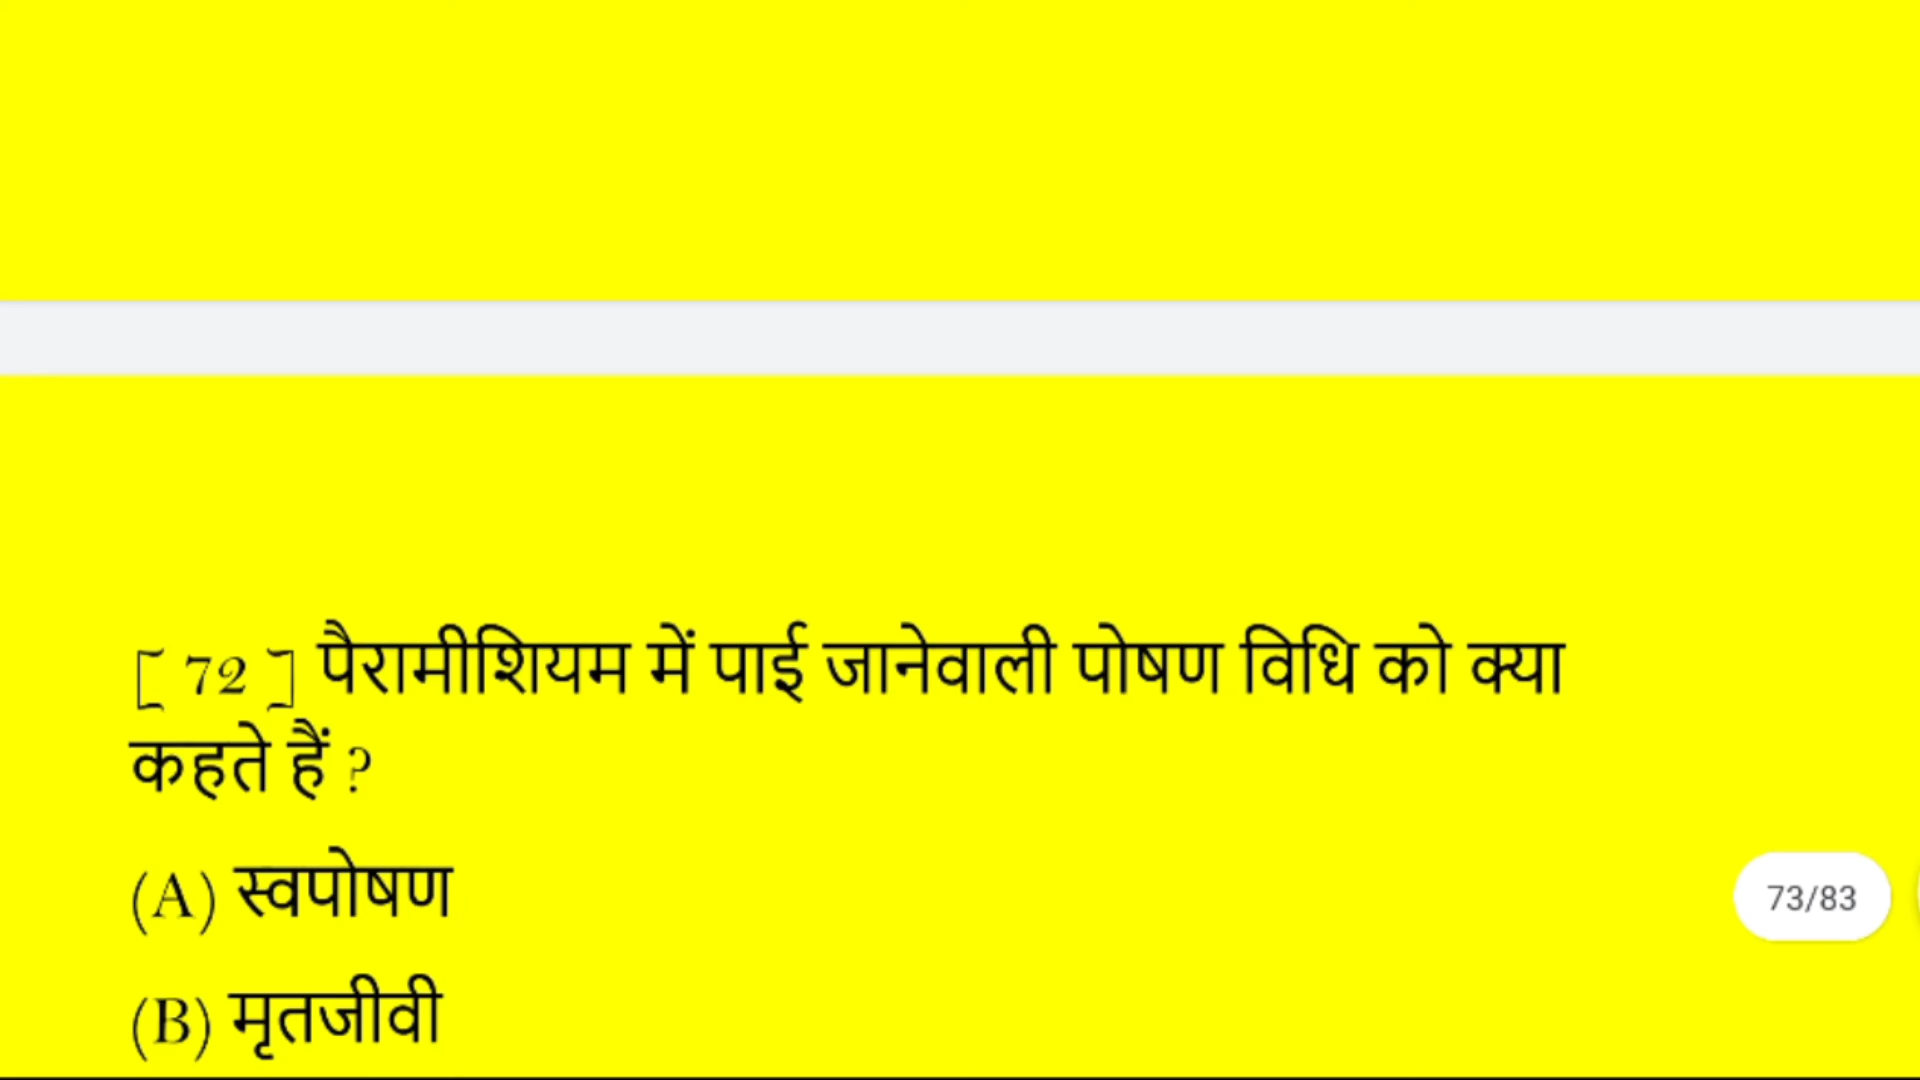 [ 72 ] पैरामीशियम में पाई जानेवाली पोषण विधि को क्या
कहते हैं ?
(A) स्वपोषण
73/83
(B) मृतजीवी